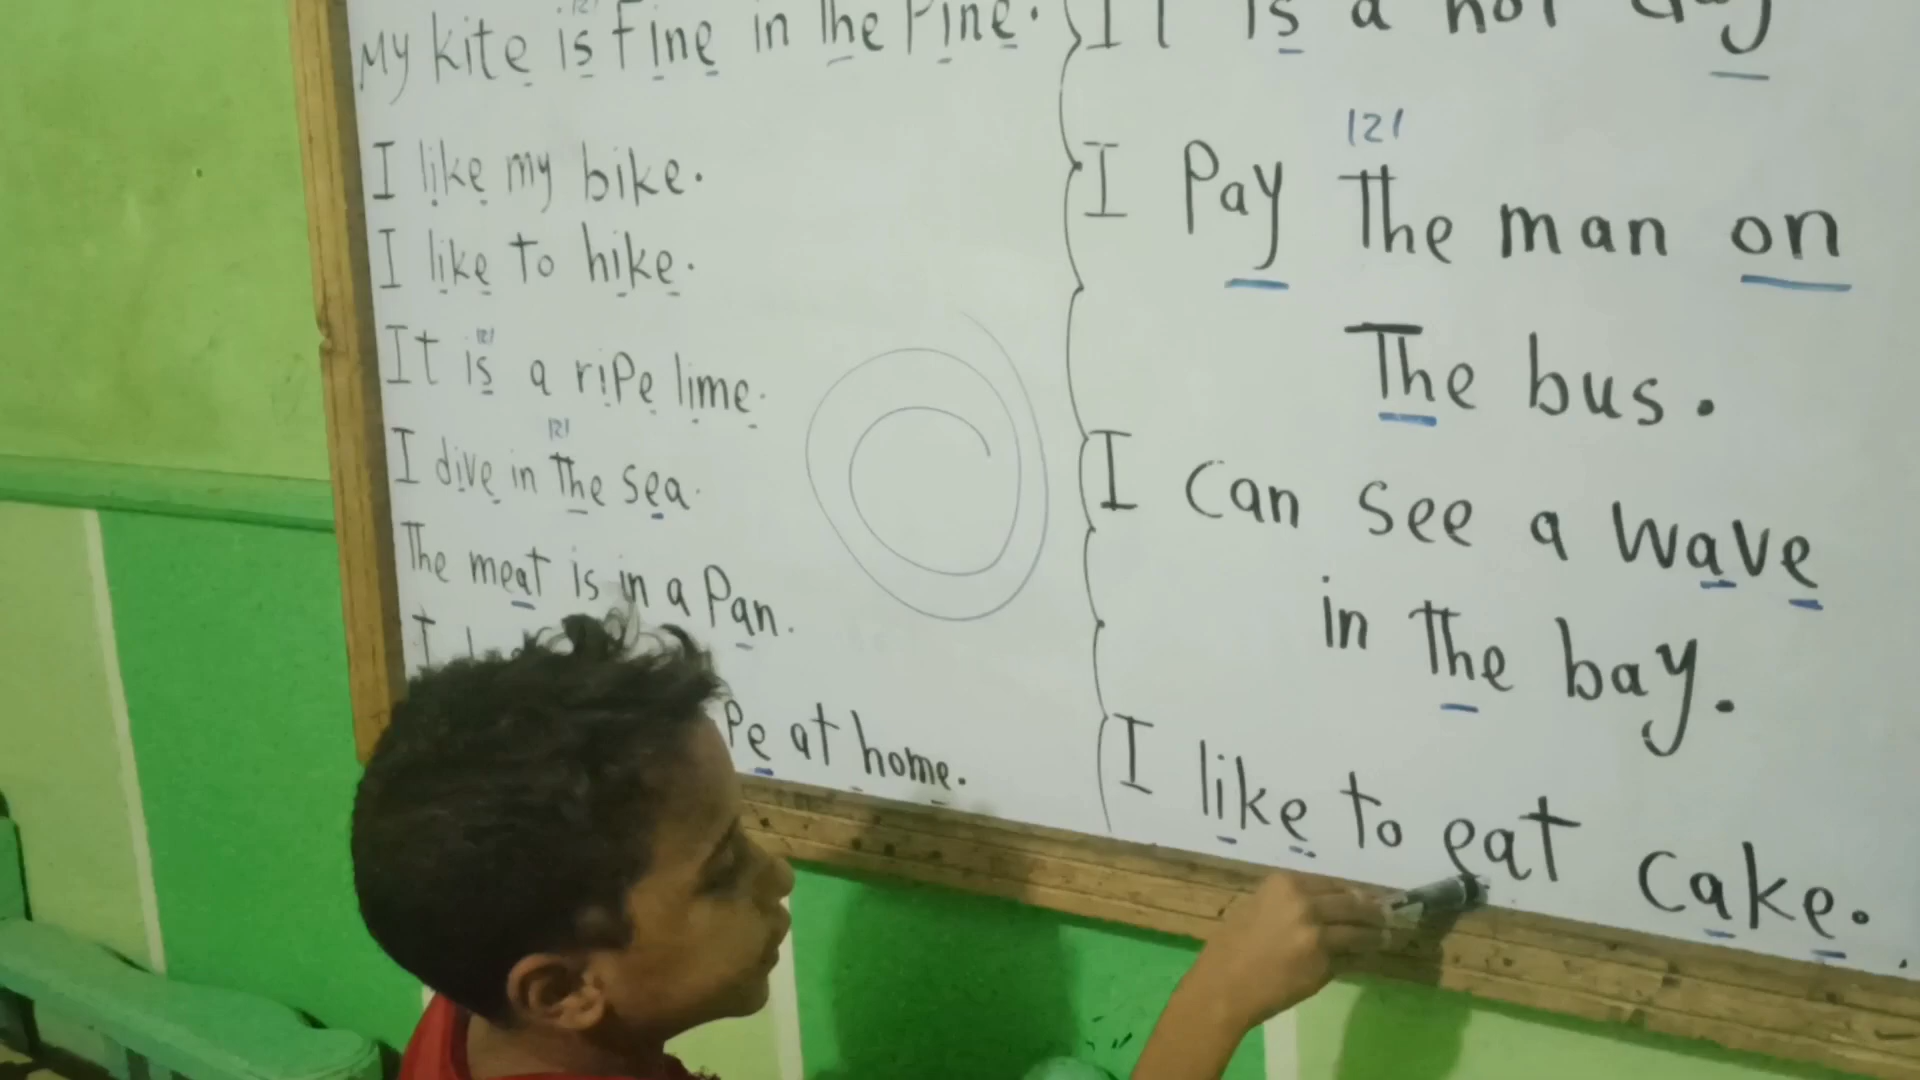 My kite is Fine in The Pine.
I like my bike.
I like To hike.
It is a ripe lime.
/z/
I dive in The sea.
The meat is in a Pan.
I
Pe at home.
It is a hot day
/z/
I Pay The man on
The bus.
I Can see a wave
in The bay.
I like To eat cake.